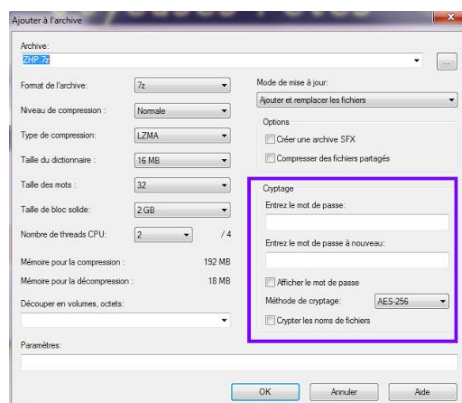 Ajouter à l'archive
Archive:
ZHP.7z
...
Format de l'archive:
7z
Niveau de compression :
Normale
Type de compression:
LZMA
Taille du dictionnaire :
16 MB
Taille des mots :
32
Taille de bloc solide:
2 GB
Nombre de threads CPU:
2
/ 4
Mémoire pour la compression :
192 MB
Mémoire pour la décompression :
18 MB
Découper en volumes, octets:
Mode de mise à jour:
Ajouter et remplacer les fichiers
Options
Créer une archive SFX
Compresser des fichiers partagés
Cryptage
Entrez le mot de passe:
Entrez le mot de passe à nouveau:
Afficher le mot de passe
Méthode de cryptage:
AES-256
Crypter les noms de fichiers
Paramètres:
OK
Annuler
Aide